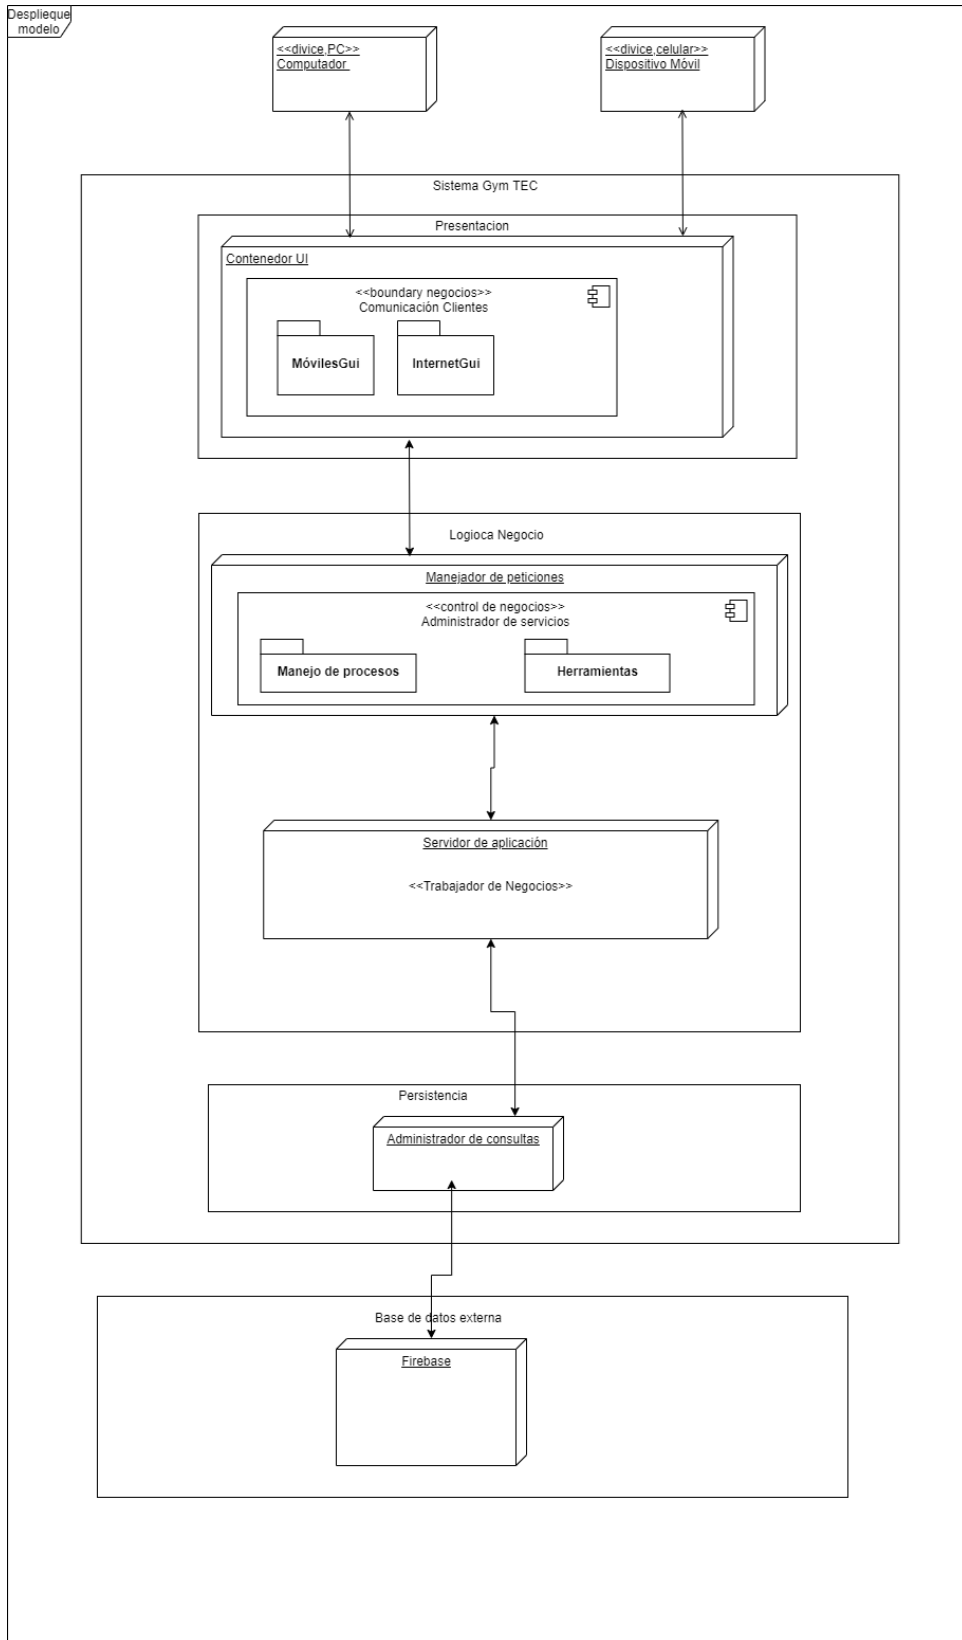 Desplieque
modelo
<<divice,PC>>
Computador
<<divice,celular>>
Dispositivo Móvil
Sistema Gym TEC
Presentacion
Contenedor UI
<<boundary negocios>>
Comunicación Clientes
MóvilesGui
InternetGui
Logioca Negocio
Manejador de peticiones
<<control de negocios>>
Administrador de servicios
Manejo de procesos
Herramientas
Servidor de aplicación
<<Trabajador de Negocios>>
Persistencia
Administrador de consultas
Base de datos externa
Firebase